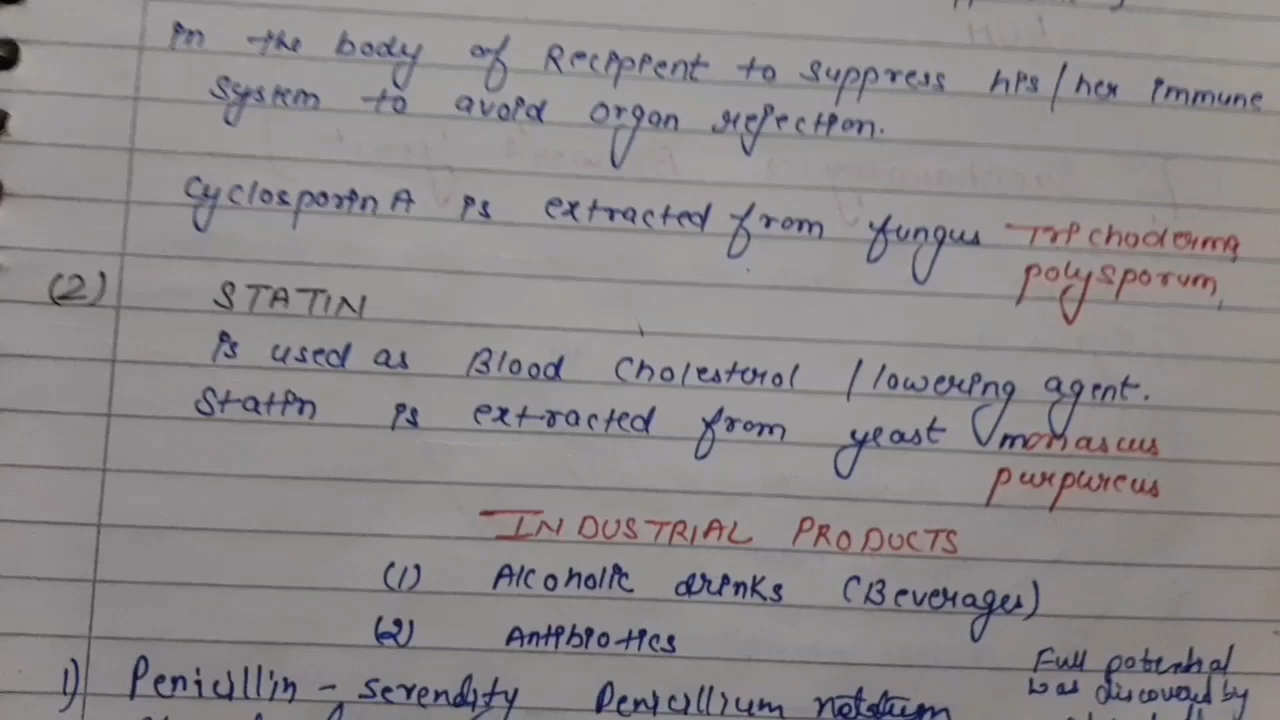 in the body of Recippent to suppress his/her immune
system to avoid organ rejection.
Cyclosporin A is extracted from fungus Trichoderma
polysporum,
(2) STATIN
is used as Blood Cholesterol / lowering agent.
Statin is extracted from yeast monascus
purpureus
INDUSTRIAL PRODUCTS
(1) Alcoholic drinks (Beverages)
(2) Antibiotics
Full potential
was discovered by
1) Penicillin - serendity Penicillium notatum